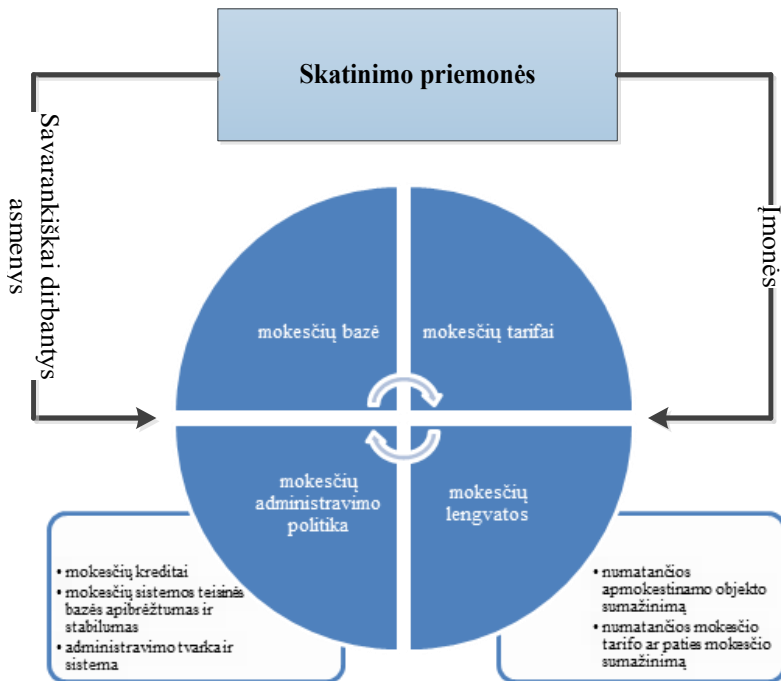 Skatinimo priemonės
Savarankiškai dirbantys
asmenys
Įmonės
mokesčių bazė
mokesčių tarifai
mokesčių
administravimo
politika
mokesčių
lengvatos
• mokesčių kreditai
• mokesčių sistemos teisinės
bazės apibrėžtumas ir
stabilumas
• administravimo tvarka ir
sistema
• numatančios
apmokestinamo objekto
sumažinimą
• numatančios mokesčio
tarifo ar paties mokesčio
sumažinimą